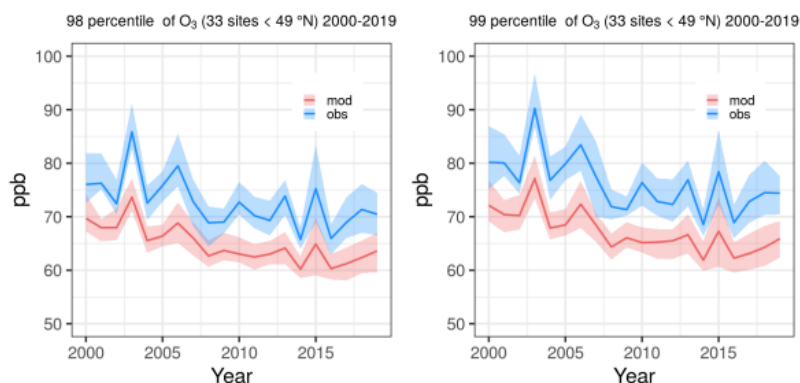 98 percentile of O₃ (33 sites < 49 °N) 2000-2019
100
90
80
70
60
50
ppb
mod
obs
2000 2005 2010 2015
Year
99 percentile of O₃ (33 sites < 49 °N) 2000-2019
100
90
80
70
60
50
ppb
mod
obs
2000 2005 2010 2015
Year